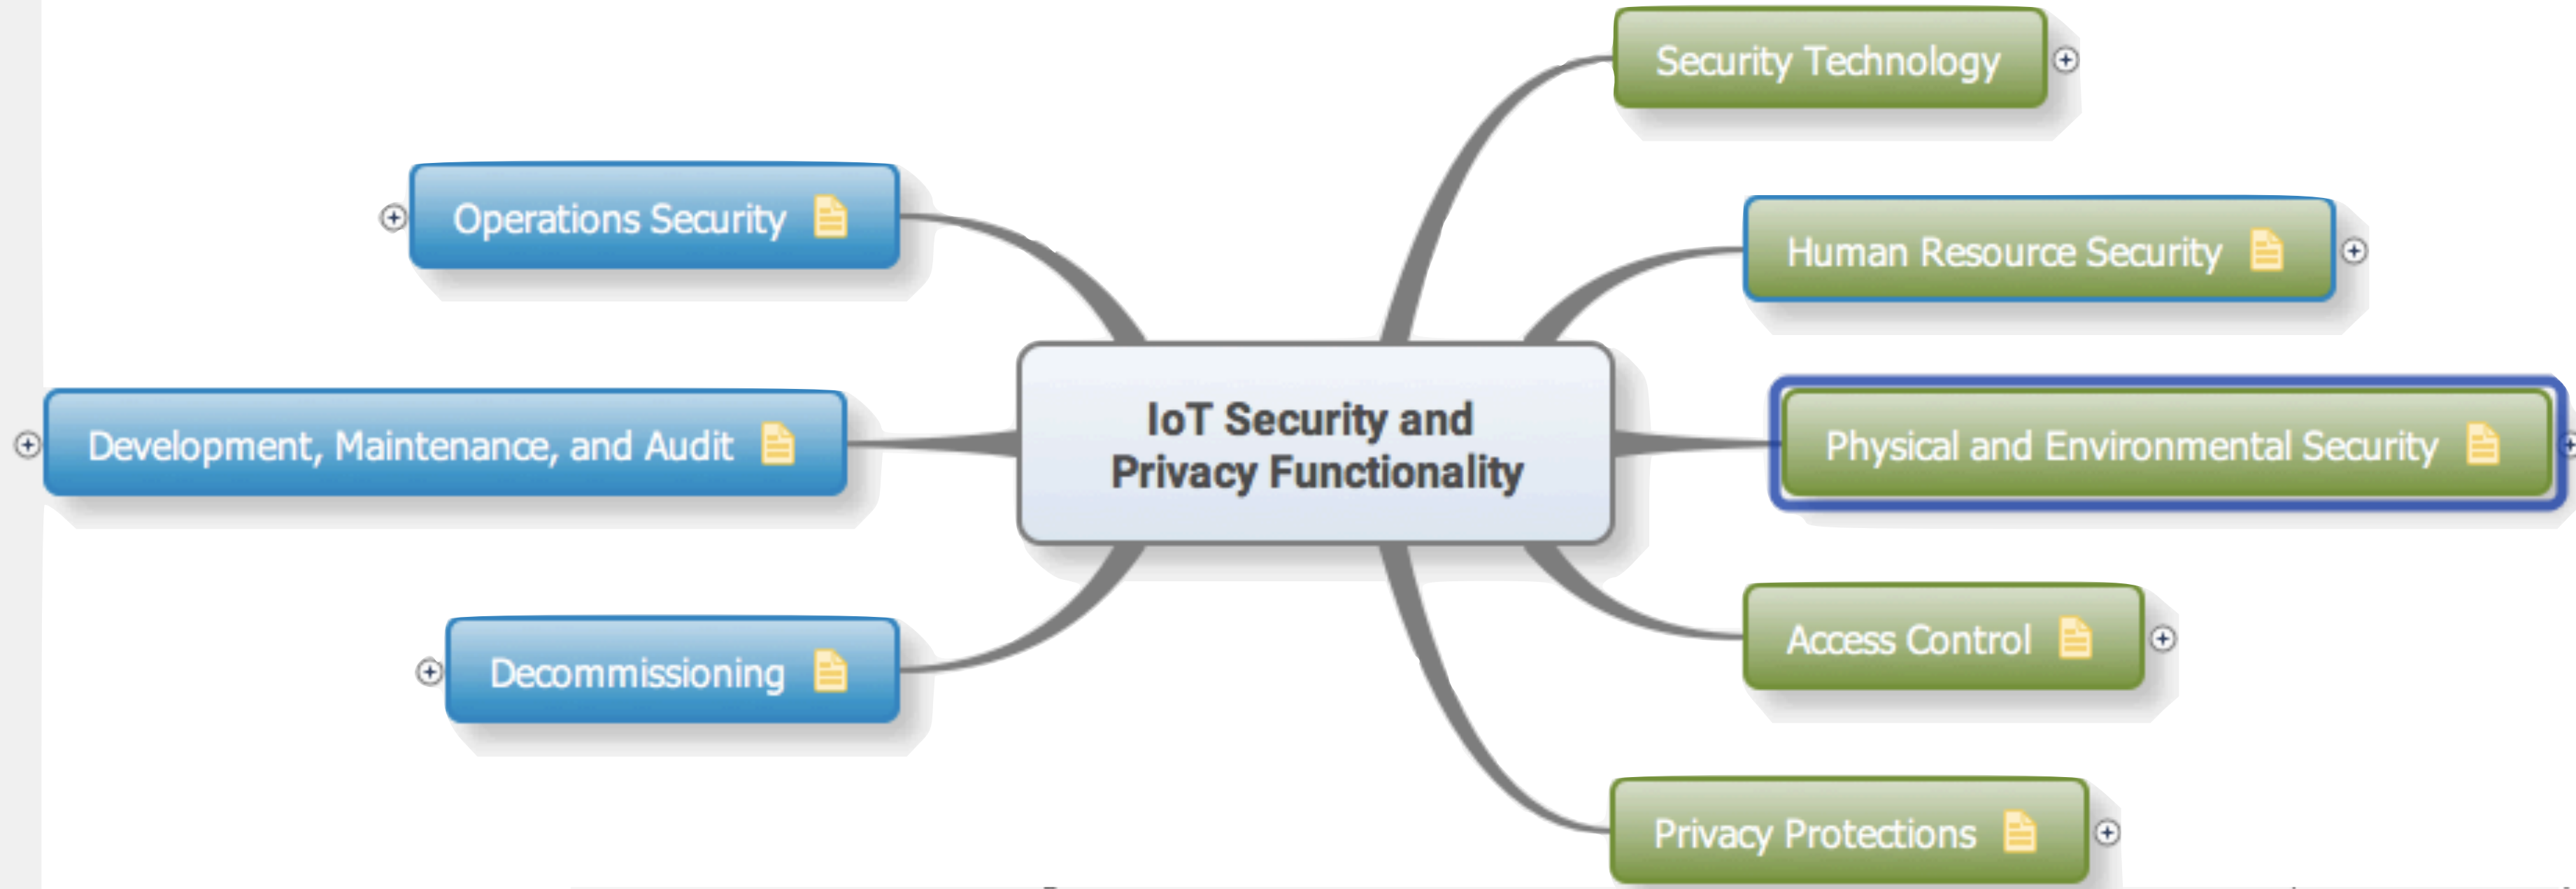 Security Technology
Operations Security
Human Resource Security
IoT Security and
Privacy Functionality
Development, Maintenance, and Audit
Physical and Environmental Security
Access Control
Decommissioning
Privacy Protections